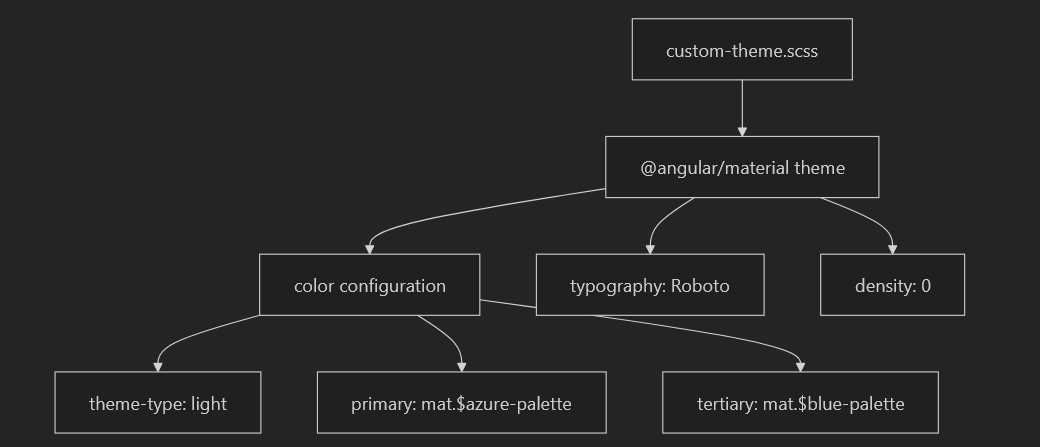 custom-theme.scss
@angular/material theme
color configuration
typography: Roboto
density: 0
theme-type: light
primary: mat.$azure-palette
tertiary: mat.$blue-palette